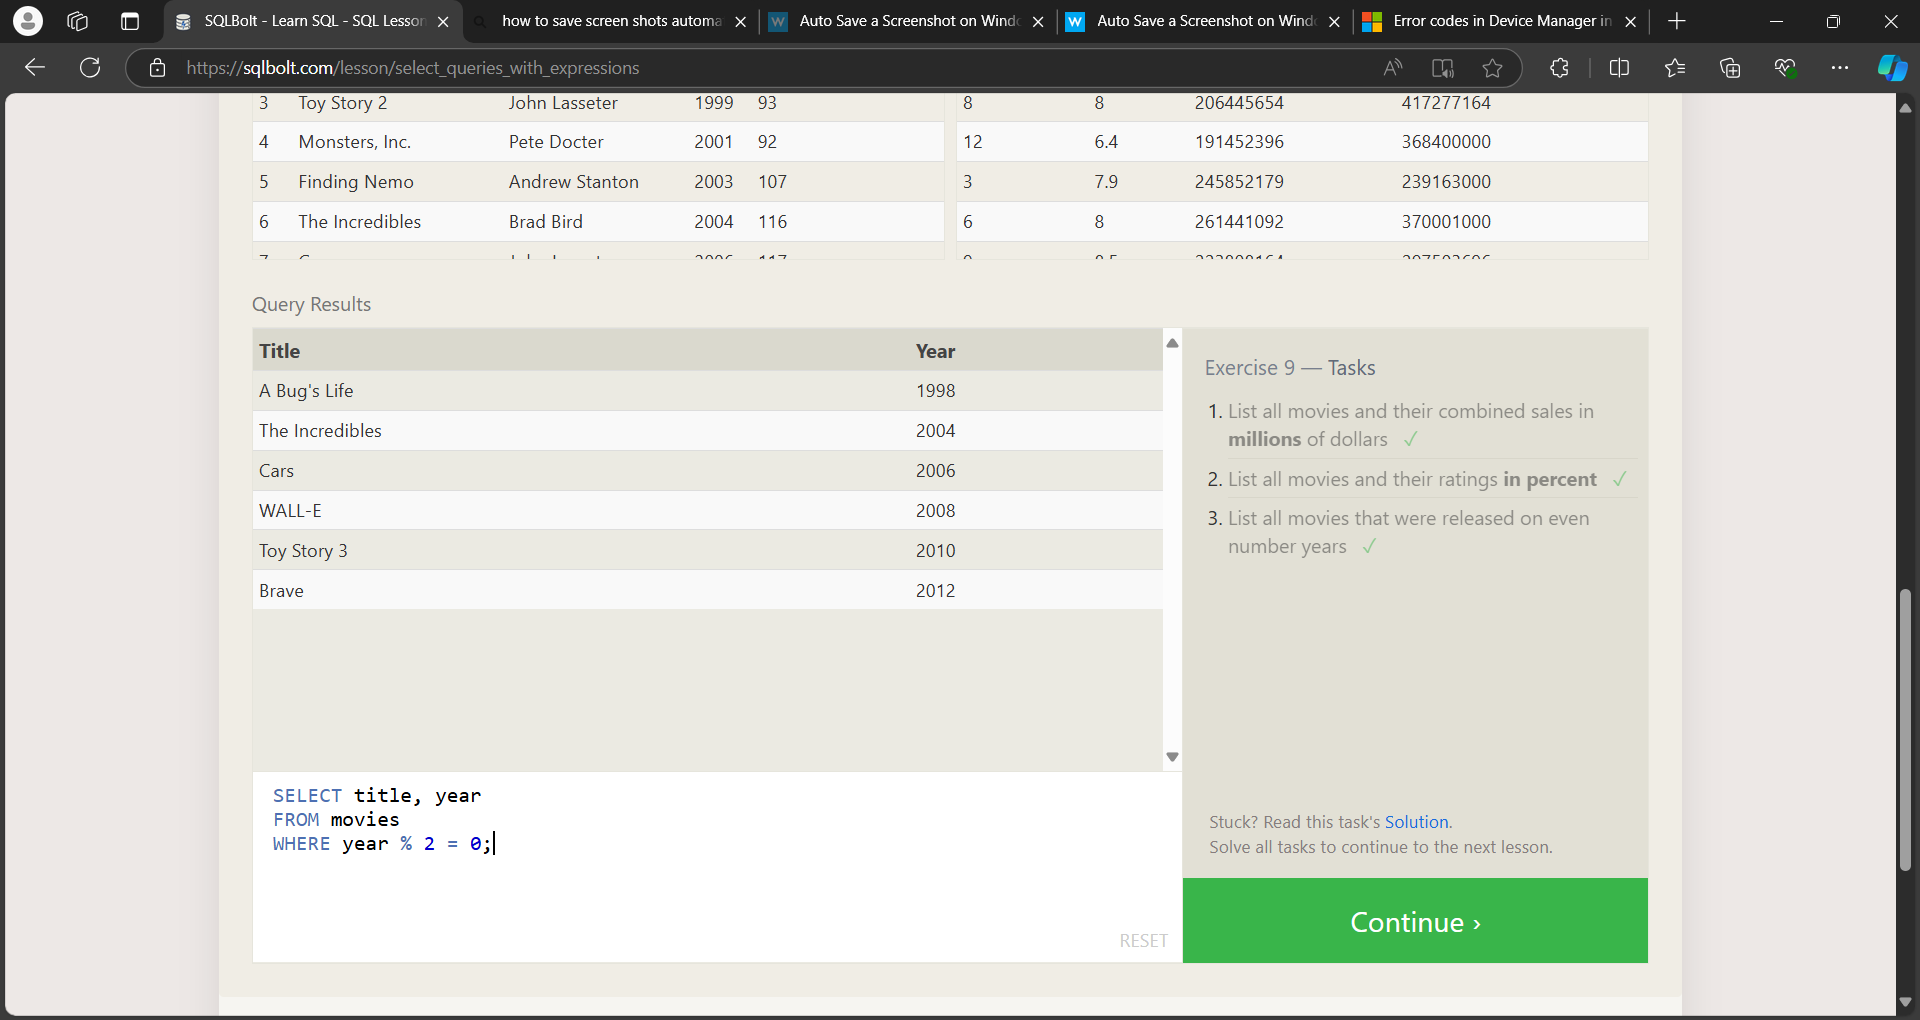 SQLBolt - Learn SQL - SQL Lesson
how to save screen shots automa
Auto Save a Screenshot on Windo
Auto Save a Screenshot on Windo
Error codes in Device Manager in
https://sqlbolt.com/lesson/select_queries_with_expressions
3 Toy Story 2 John Lasseter 1999 93 8 8 206445654 417277164
4 Monsters, Inc. Pete Docter 2001 92 12 6.4 191452396 368400000
5 Finding Nemo Andrew Stanton 2003 107 3 7.9 245852179 239163000
6 The Incredibles Brad Bird 2004 116 6 8 261441092 370001000
Query Results
Title Year
A Bug's Life 1998
The Incredibles 2004
Cars 2006
WALL-E 2008
Toy Story 3 2010
Brave 2012
SELECT title, year
FROM movies
WHERE year % 2 = 0;
RESET
Exercise 9 — Tasks
1. List all movies and their combined sales in
millions of dollars ✓
2. List all movies and their ratings in percent ✓
3. List all movies that were released on even
number years ✓
Stuck? Read this task's Solution.
Solve all tasks to continue to the next lesson.
Continue ›